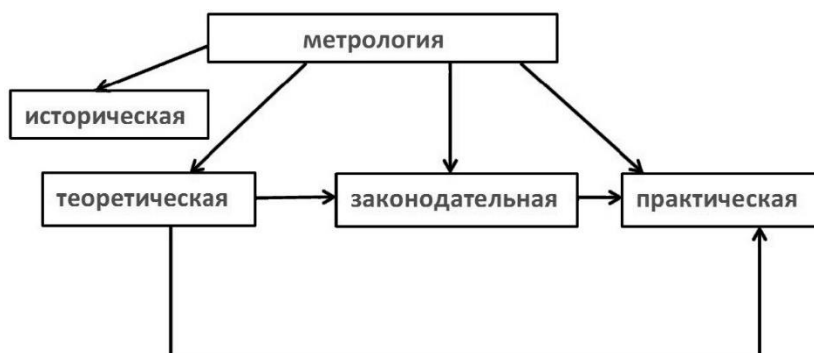 метрология
историческая
теоретическая
законодательная
практическая